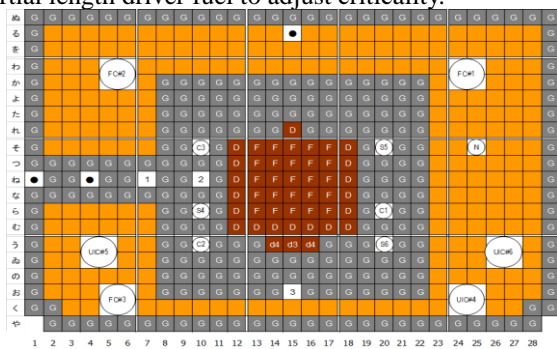 rtial length driver fuel to adjust criticality.
ぬ G G G G G G G G G G G G G G G G G G G G G G G G G G G G G
る G ● G
を G G
わ G G
FC#2 FC#1
か G G G G G G G G G G G G G G G G G
よ G G G G G G G G G G G G G G G G G
た G G G G G G G G G G G G G G G G G
れ G G G G G G G G D G G G G G G G G
そ G G G C3 G D F F F F F D G S5 G G N G
つ G G G G G G G G G G G D F F F F F D G G G G G
ね ● G G ● G G 1 G G 2 G D F F F F F D G G G G G
な G G G G G G G G G G G D F F F F F D G G G G G
ら G G G S4 G D F F F F F D G C1 G G G
む G G G G G D D D D D D D G G G G G
う G G G C2 G G G d4 d3 d4 G G G S6 G G G
UIC#5 UIC#6
ゐ G G G G G G G G G G G G G G G G G
の G G G G G G G G G G G G G G G G G
お G G G G G G G G 3 G G G G G G G G
FC#3 UIC#4
く G G G G G G G G G G G G G G G G G G G
や G G G G G G G G G G G G G G G G G G G G G G G G G G G
1 2 3 4 5 6 7 8 9 10 11 12 13 14 15 16 17 18 19 20 21 22 23 24 25 26 27 28